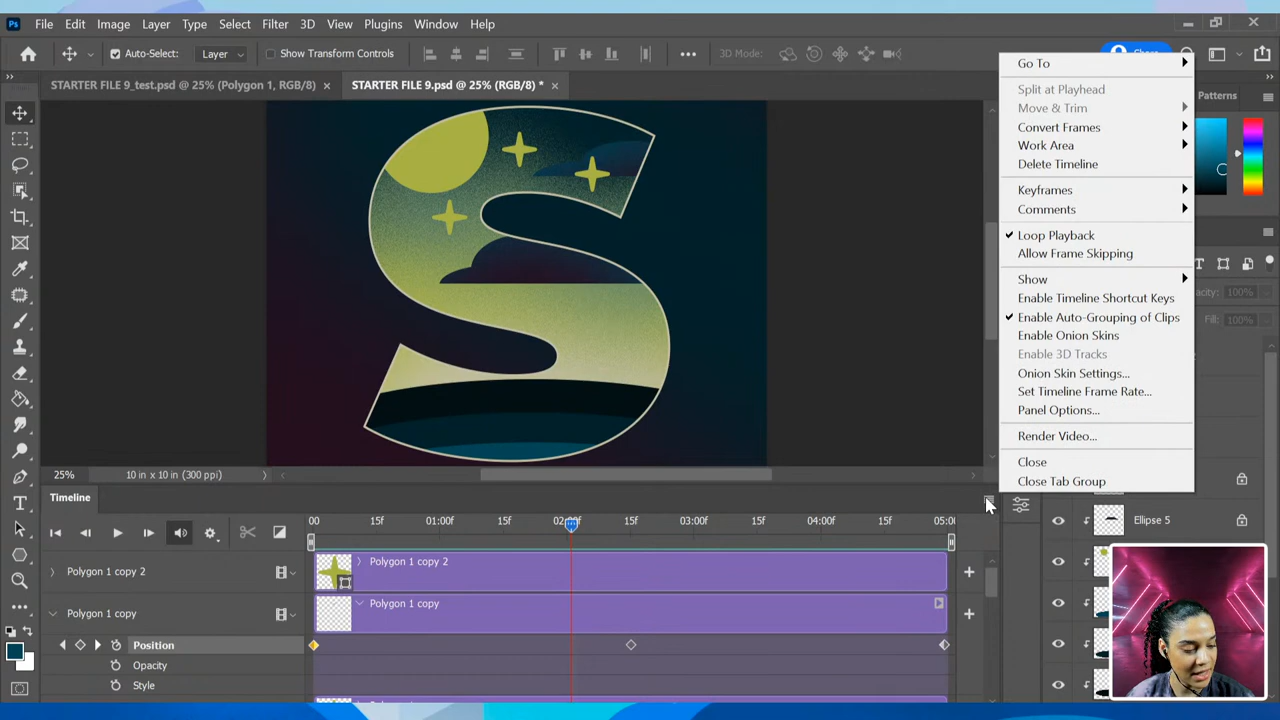 Ps File Edit Image Layer Type Select Filter 3D View Plugins Window Help
Auto-Select: Layer Show Transform Controls 3D Mode: Share
STARTER FILE 9_test.psd @ 25% (Polygon 1, RGB/8) × STARTER FILE 9.psd @ 25% (RGB/8) * ×
Patterns
Go To
Split at Playhead
Move & Trim
Convert Frames
Work Area
Delete Timeline
Keyframes
Comments
Loop Playback
Allow Frame Skipping
Show
Enable Timeline Shortcut Keys
Enable Auto-Grouping of Clips
Enable Onion Skins
Enable 3D Tracks
Onion Skin Settings...
Set Timeline Frame Rate...
Panel Options...
Render Video...
Close
Close Tab Group
100%
Fill: 100%
S
25% 10 in x 10 in (300 ppi)
Timeline
Ellipse 5
00 15f 01:00f 15f 02:00f 15f 03:00f 15f 04:00f 15f 05:0
Polygon 1 copy 2 Polygon 1 copy 2
Polygon 1 copy Polygon 1 copy
Position
Opacity
Style